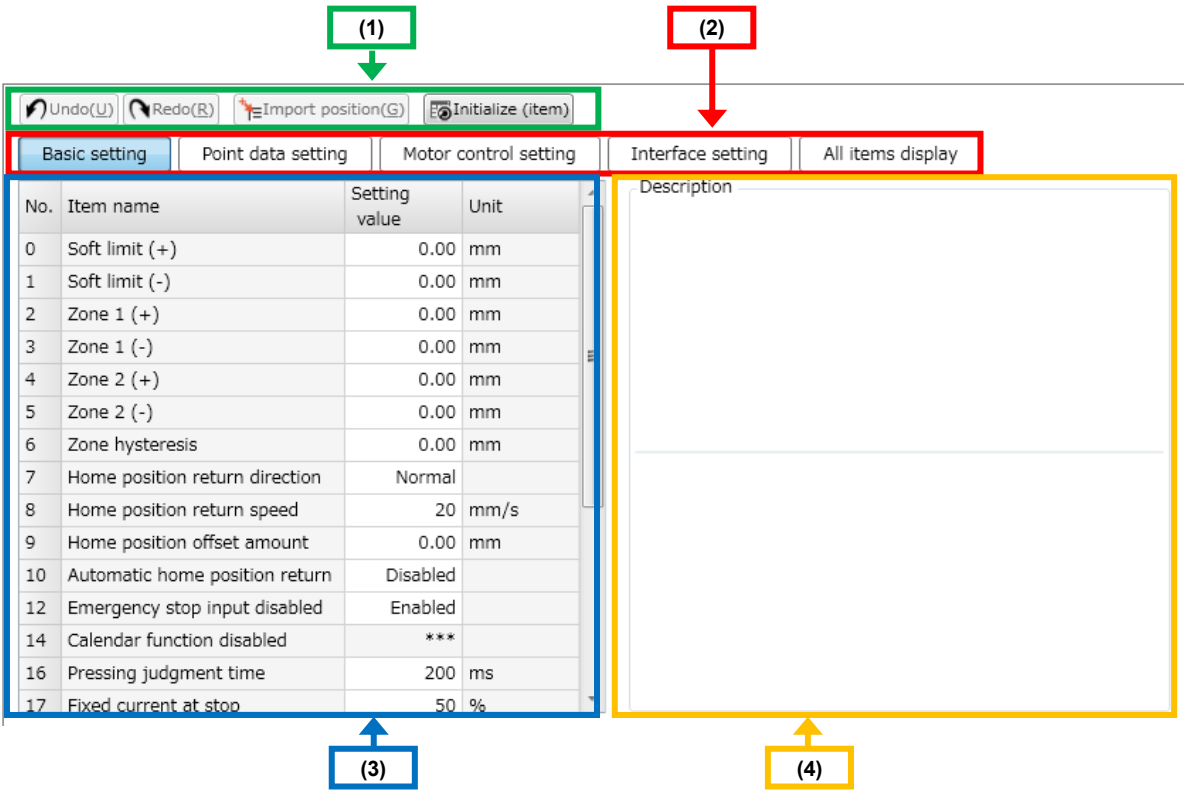 (1) (2)
Undo(U) Redo(R) Import position(G) Initialize (item)
Basic setting Point data setting Motor control setting Interface setting All items display
No. Item name Setting value Unit
0 Soft limit (+) 0.00 mm
1 Soft limit (-) 0.00 mm
2 Zone 1 (+) 0.00 mm
3 Zone 1 (-) 0.00 mm
4 Zone 2 (+) 0.00 mm
5 Zone 2 (-) 0.00 mm
6 Zone hysteresis 0.00 mm
7 Home position return direction Normal
8 Home position return speed 20 mm/s
9 Home position offset amount 0.00 mm
10 Automatic home position return Disabled
12 Emergency stop input disabled Enabled
14 Calendar function disabled ***
16 Pressing judgment time 200 ms
17 Fixed current at stop 50 %
Description
(3) (4)